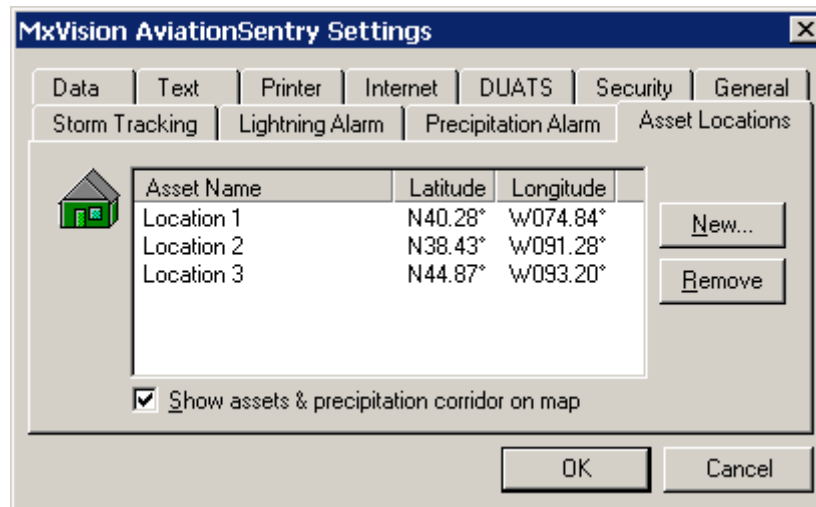 MxVision AviationSentry Settings
Data Text Printer Internet DUATS Security General
Storm Tracking Lightning Alarm Precipitation Alarm Asset Locations
Asset Name Latitude Longitude
Location 1 N40.28° W074.84°
Location 2 N38.43° W091.28°
Location 3 N44.87° W093.20°
New...
Remove
Show assets & precipitation corridor on map
OK Cancel